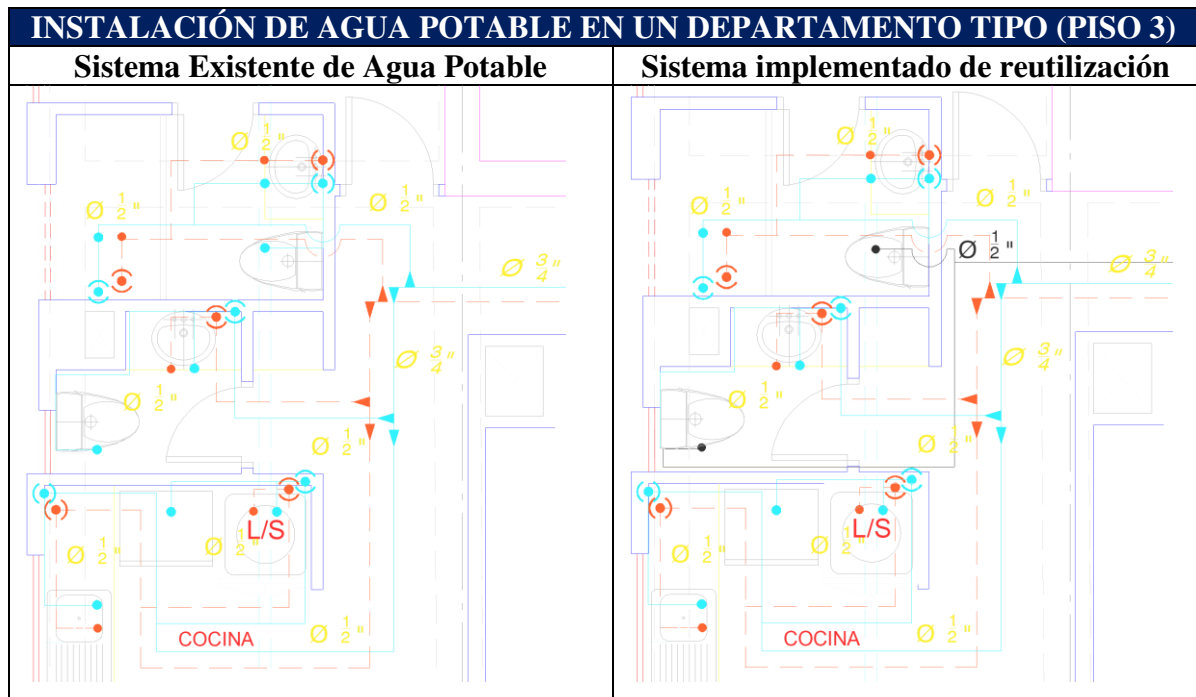 INSTALACIÓN DE AGUA POTABLE EN UN DEPARTAMENTO TIPO (PISO 3)
Sistema Existente de Agua Potable
Sistema implementado de reutilización
Ø 1/2"
Ø 1/2"
Ø 1/2"
Ø 3/4"
Ø 3/4"
Ø 1/2"
Ø 1/2"
Ø 1/2"
Ø 1/2"
L/S
COCINA
Ø 1/2"
Ø 1/2"
Ø 1/2"
Ø 1/2"
Ø 1/2"
Ø 3/4"
Ø 3/4"
Ø 1/2"
Ø 1/2"
Ø 1/2"
Ø 1/2"
L/S
COCINA
Ø 1/2"